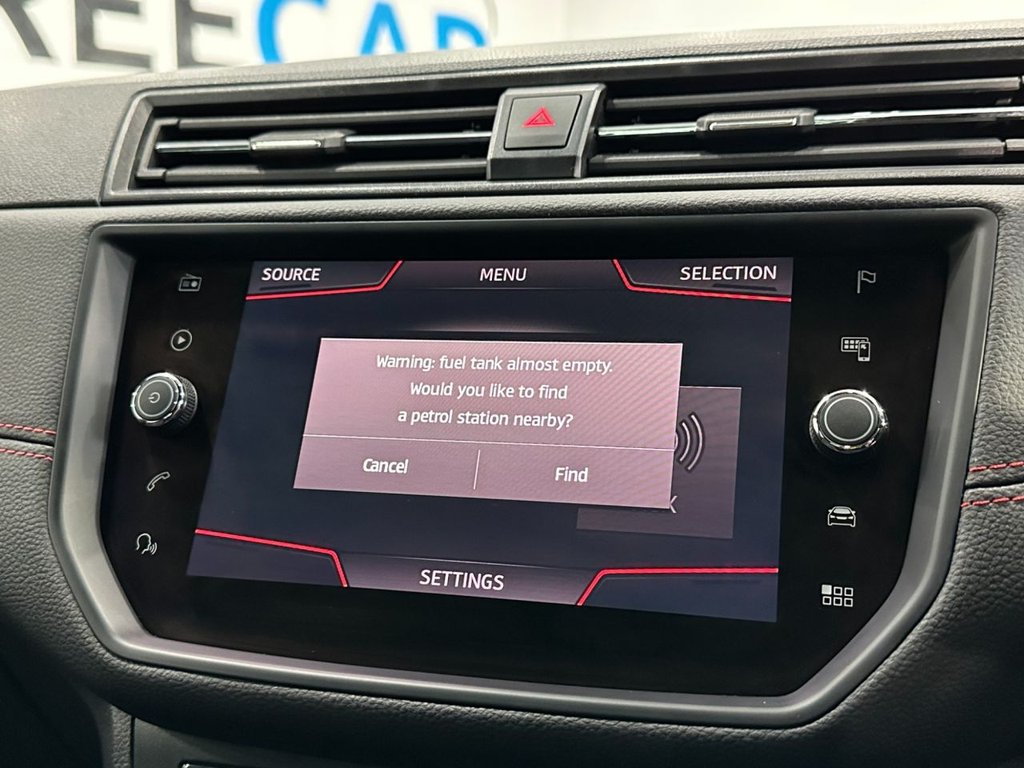 REECAR
SOURCE MENU SELECTION
Warning: fuel tank almost empty.
Would you like to find
a petrol station nearby?
Cancel Find
K
SETTINGS